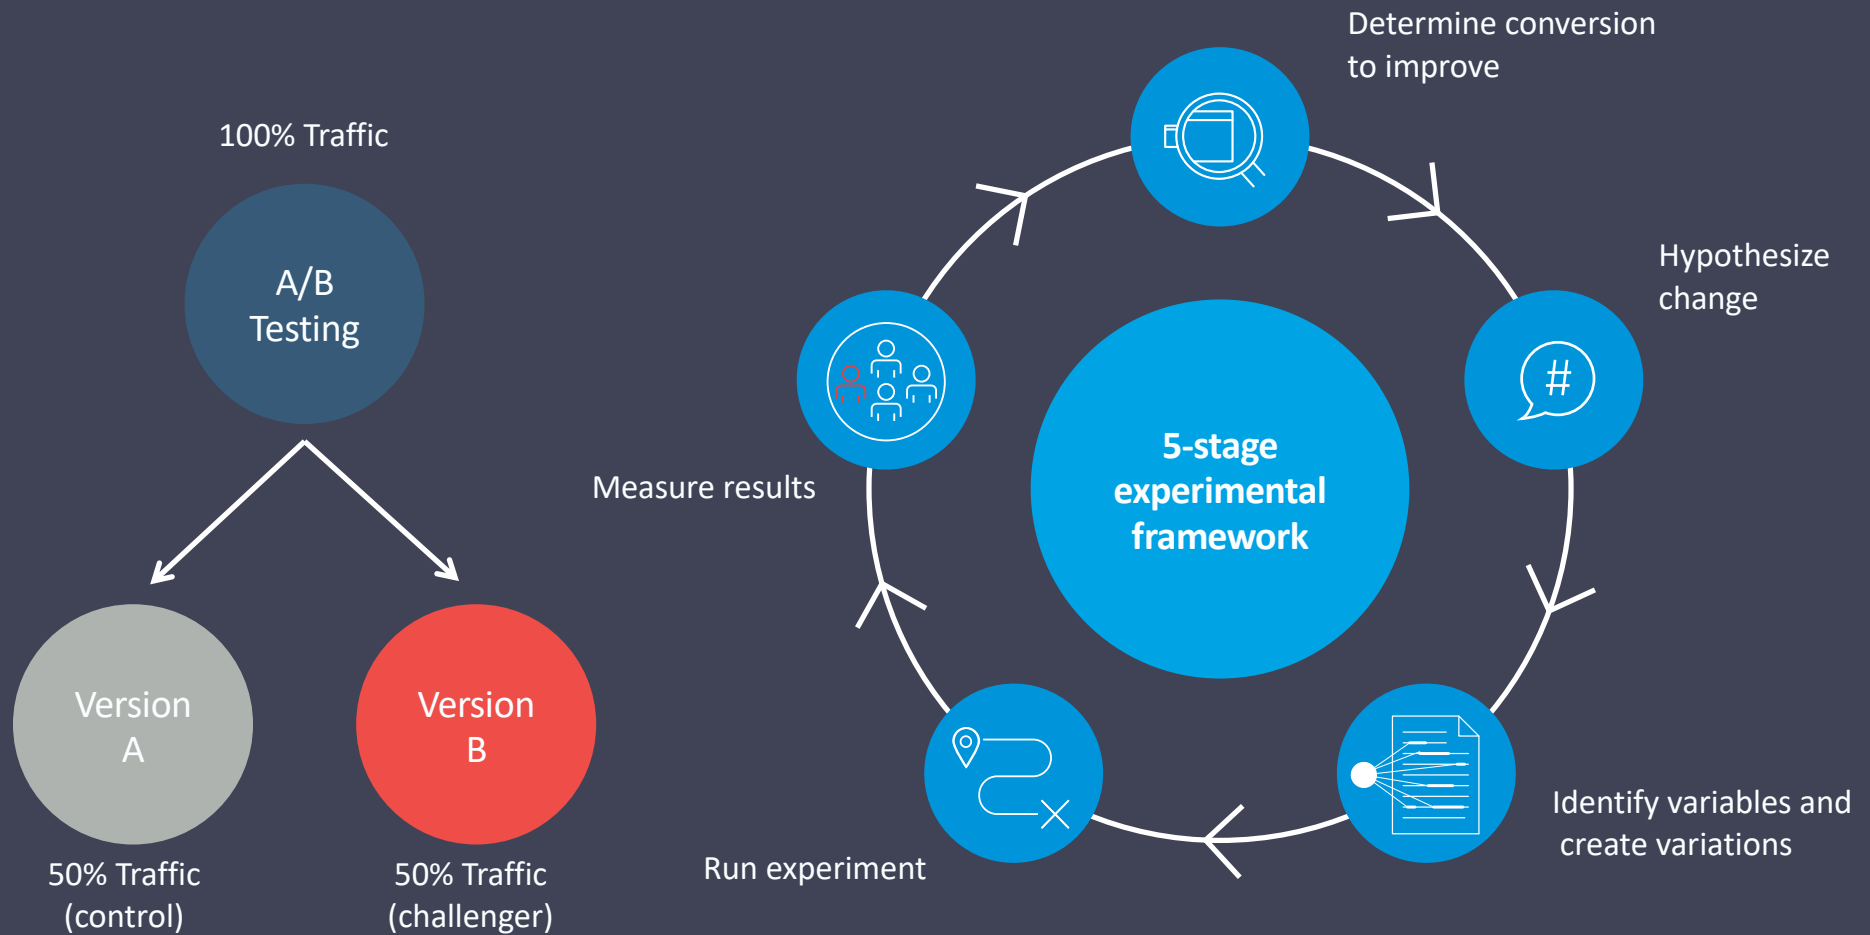 100% Traffic
A/B
Testing
Version
A
Version
B
50% Traffic
(control)
50% Traffic
(challenger)
Determine conversion
to improve
Hypothesize
change
#
Identify variables and
create variations
Run experiment
Measure results
5-stage
experimental
framework